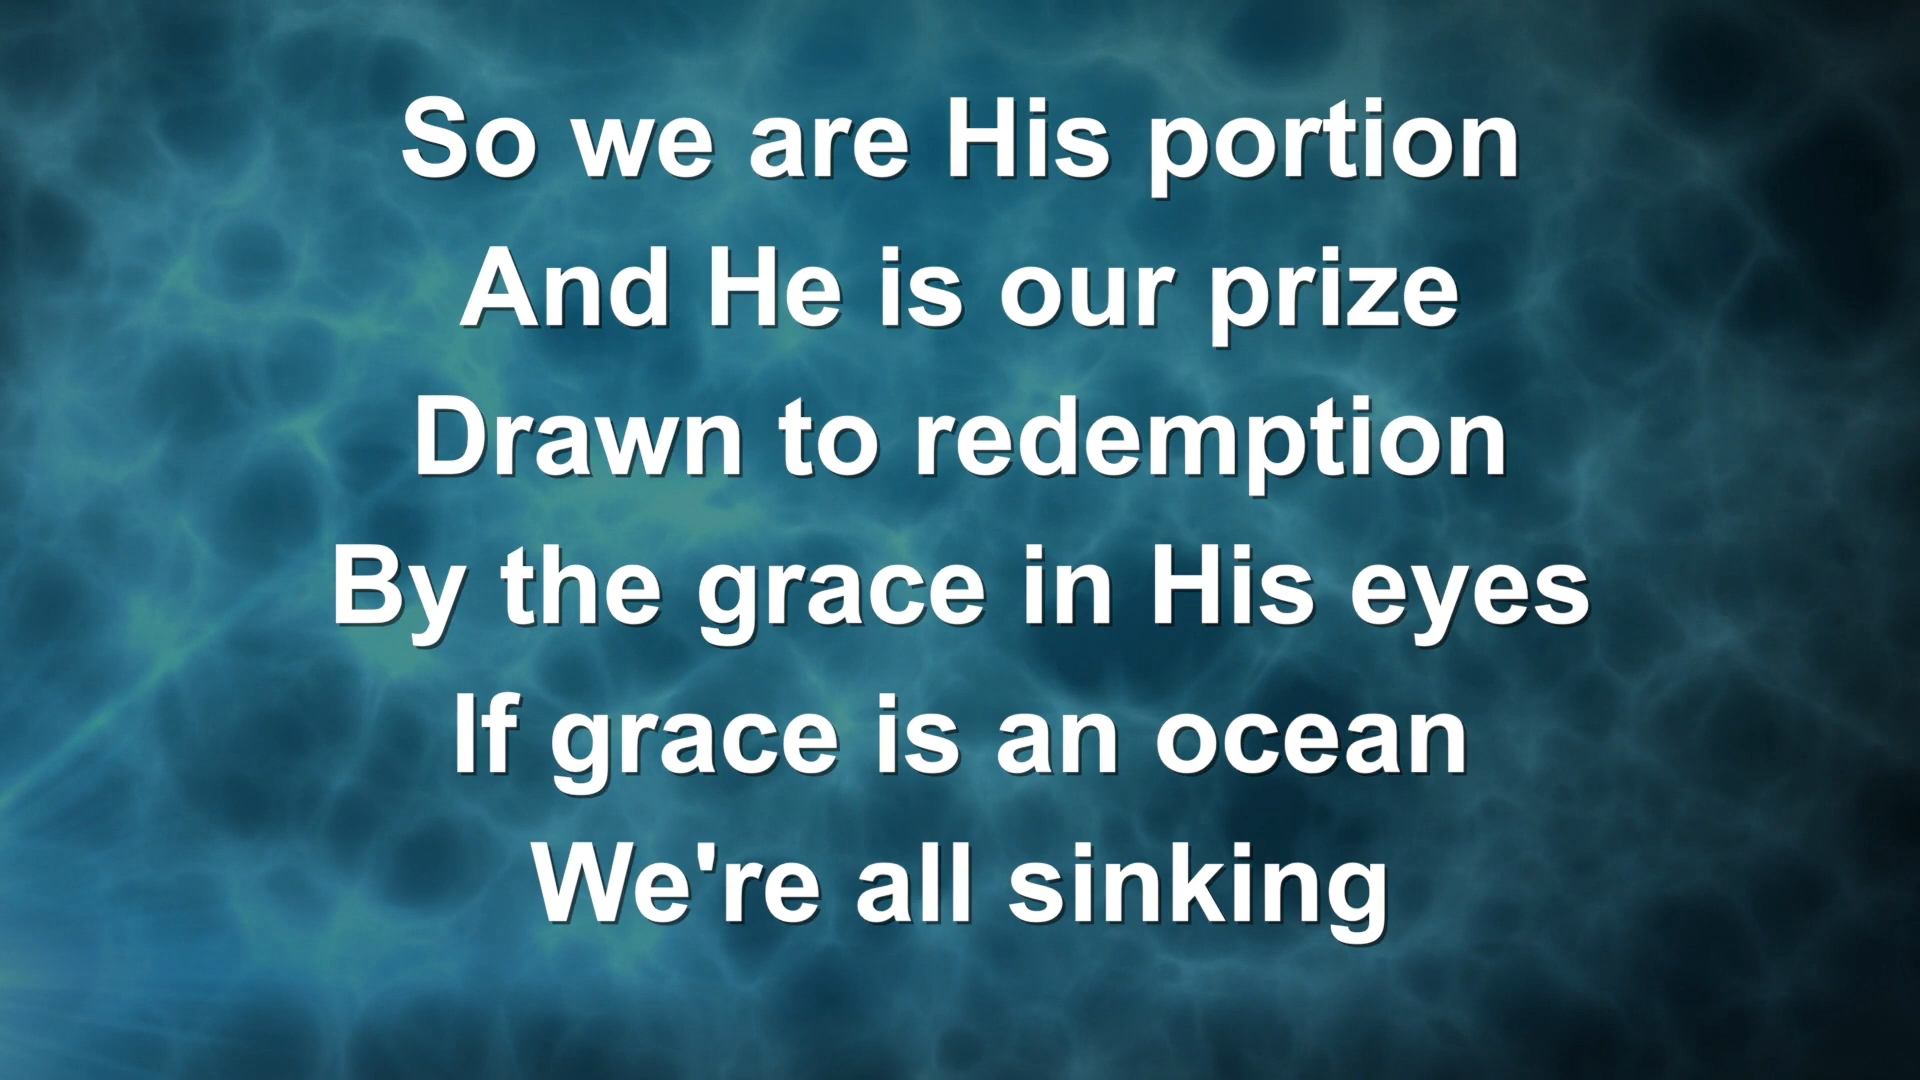 So we are His portion
And He is our prize
Drawn to redemption
By the grace in His eyes
If grace is an ocean
We're all sinking